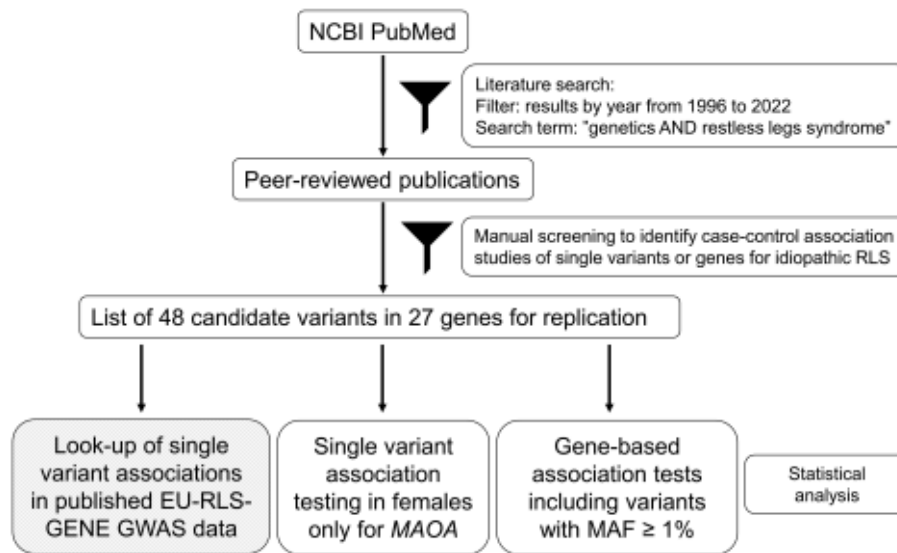 NCBI PubMed
Literature search:
Filter: results by year from 1996 to 2022
Search term: "genetics AND restless legs syndrome"
Peer-reviewed publications
Manual screening to identify case-control association
studies of single variants or genes for idiopathic RLS
List of 48 candidate variants in 27 genes for replication
Look-up of single
variant associations
in published EU-RLS-
GENE GWAS data
Single variant
association
testing in females
only for MAOA
Gene-based
association tests
including variants
with MAF ≥ 1%
Statistical
analysis